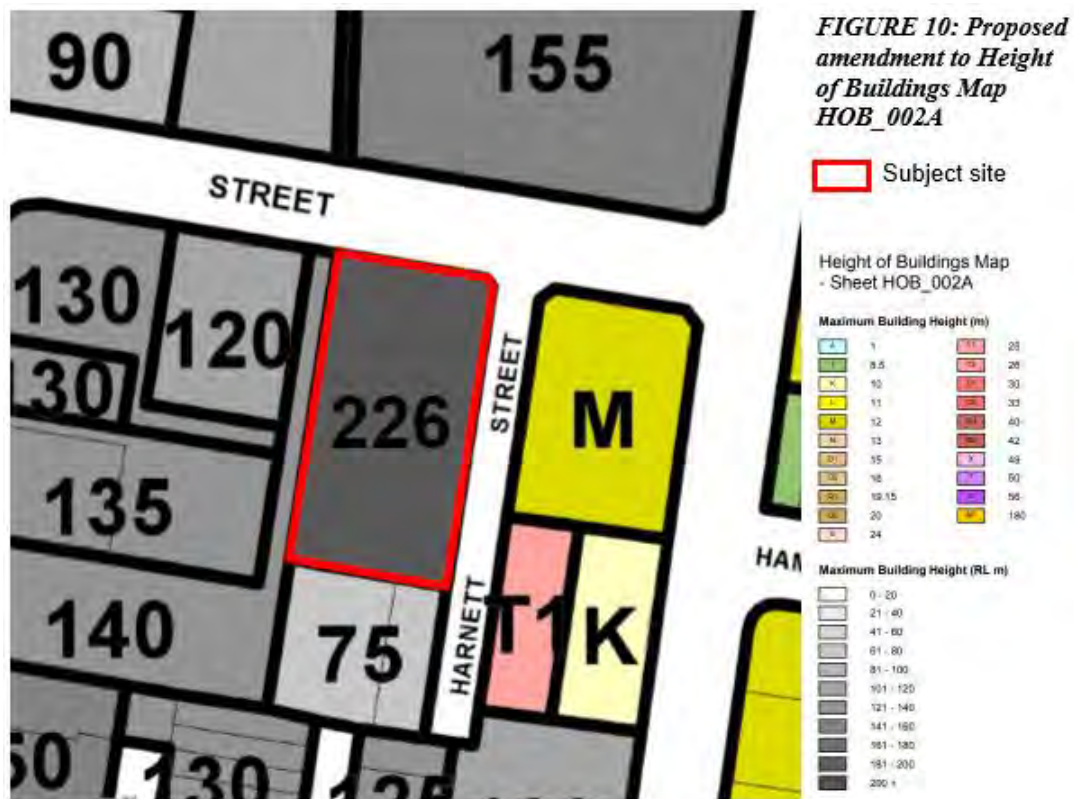 FIGURE 10: Proposed
amendment to Height
of Buildings Map
HOB_002A
Subject site
90
155
STREET
130
120
30
226
STREET
M
135
HAM
140
75
HARNETT
T1
K
50
130
125
Height of Buildings Map
- Sheet HOB_002A
Maximum Building Height (m)
1
8.5
K 10
L 11
M 12
N 13
15
16
19.15
20
24
25
26
30
33
40
42
X 49
50
56
180
Maximum Building Height (RL m)
0 - 20
21 - 40
41 - 60
61 - 80
81 - 100
101 - 120
121 - 140
141 - 160
161 - 180
181 - 200
200 +